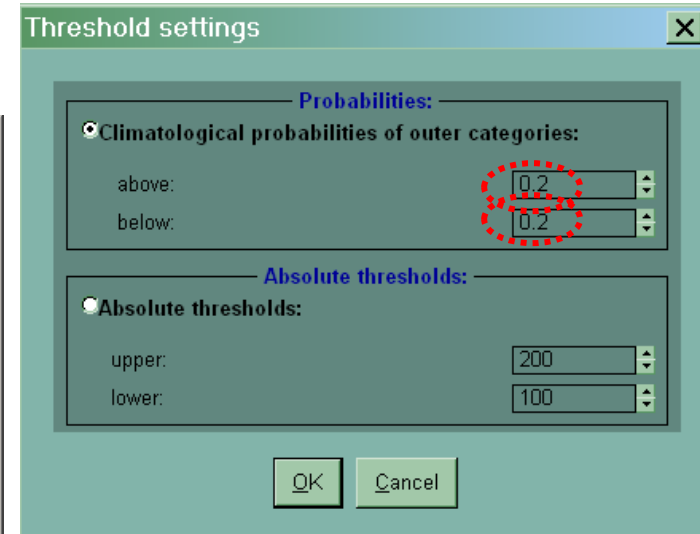 Threshold settings
Probabilities:
Climatological probabilities of outer categories:
above: 0.2
below: 0.2
Absolute thresholds:
Absolute thresholds:
upper: 200
lower: 100
OK Cancel